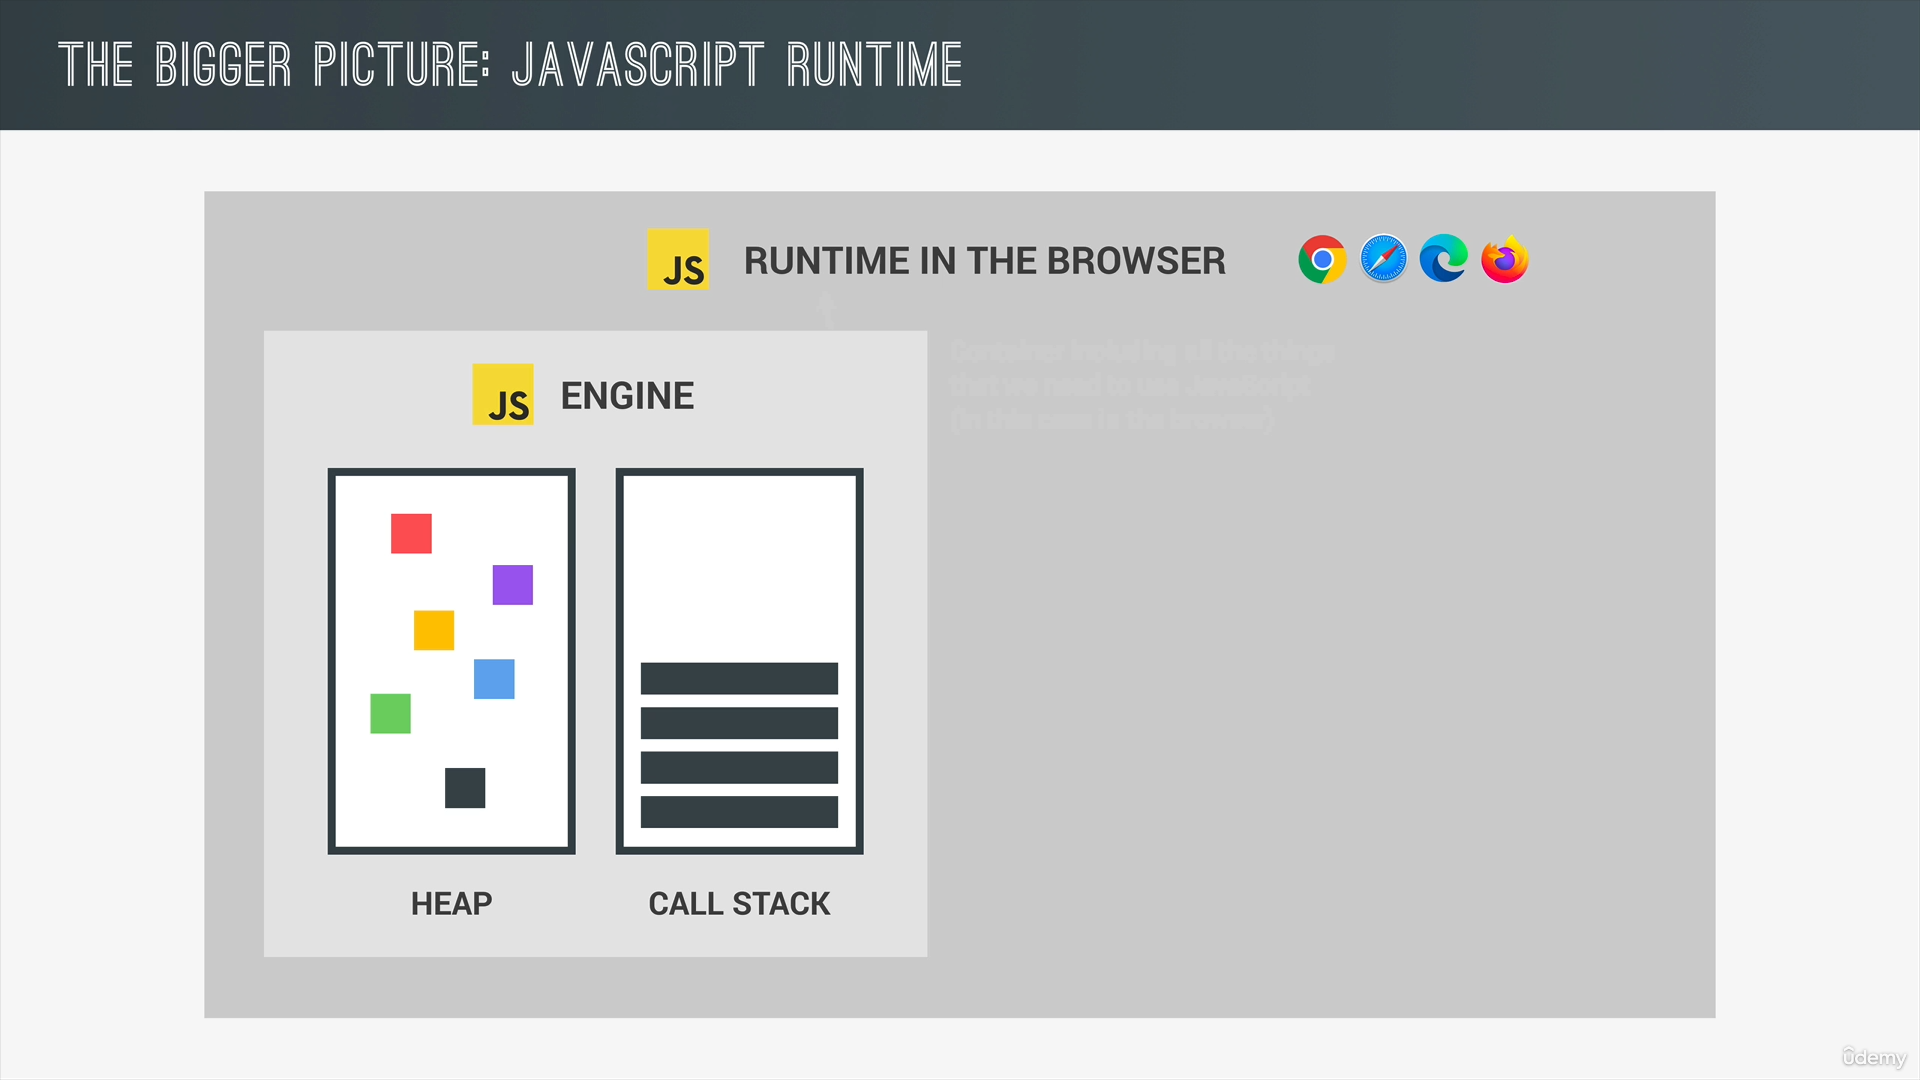 THE BIGGER PICTURE: JAVASCRIPT RUNTIME
JS RUNTIME IN THE BROWSER
Container including all the things
that we need to use JavaScript
(in this case in the browser)
JS ENGINE
HEAP
CALL STACK
ûdemy